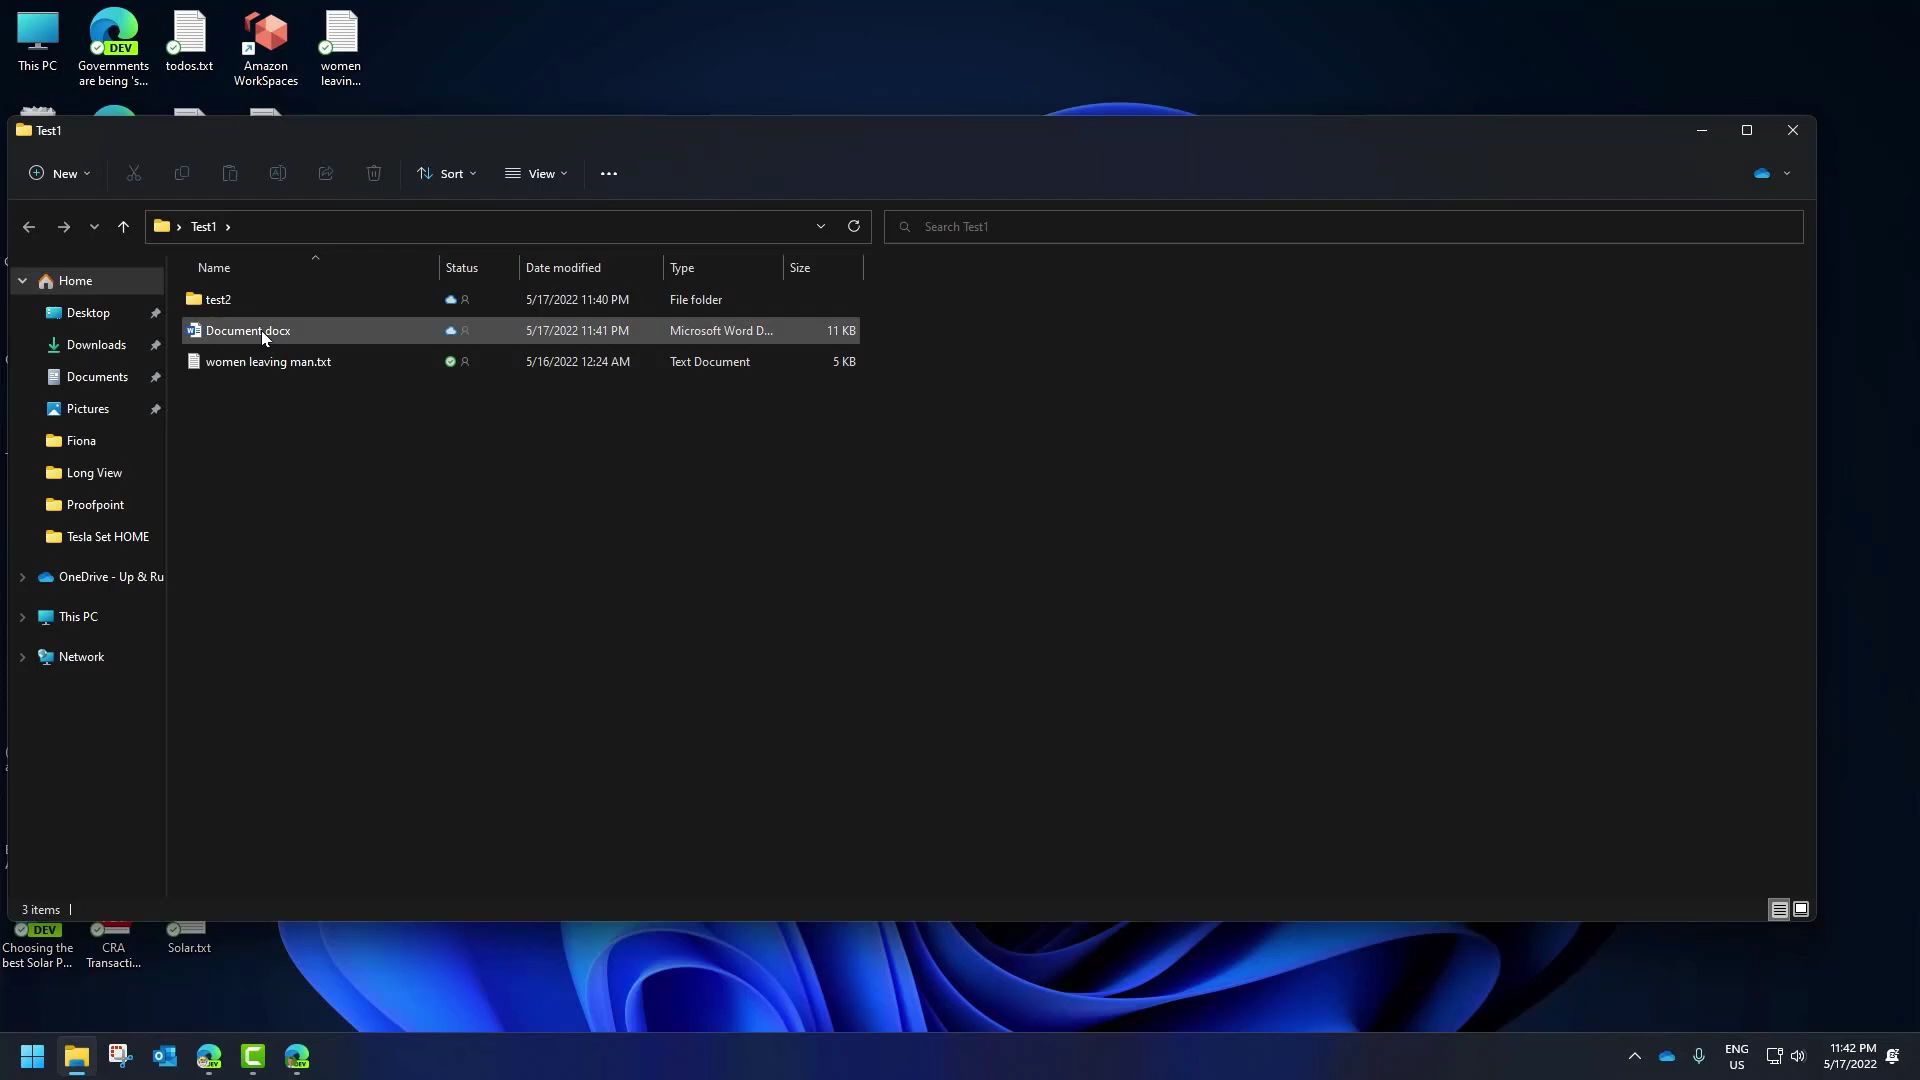 This PC
DEV
Governments
are being 's...
todos.txt
Amazon
WorkSpaces
women
leavin...
Test1
New
Sort
View
Test1
Search Test1
Name
Status
Date modified
Type
Size
Home
test2
5/17/2022 11:40 PM
File folder
Desktop
Document.docx
5/17/2022 11:41 PM
Microsoft Word D...
11 KB
Downloads
women leaving man.txt
5/16/2022 12:24 AM
Text Document
5 KB
Documents
Pictures
Fiona
Long View
Proofpoint
Tesla Set HOME
OneDrive - Up & Ru
This PC
Network
3 items
DEV
Choosing the
best Solar P...
CRA
Transacti...
Solar.txt
DEV
DEV
ENG
US
11:42 PM
5/17/2022